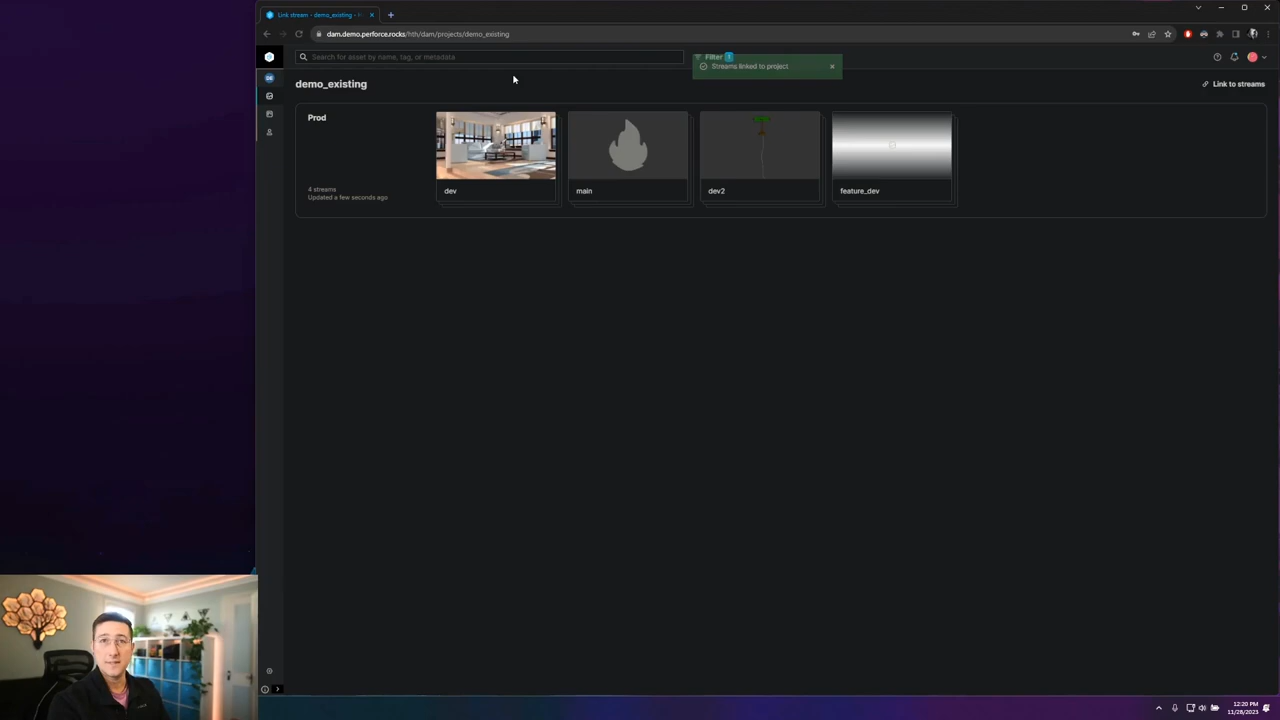 Link stream - demo_existing -
dam.demo.perforce.rocks/hth/dam/projects/demo_existing
Search for asset by name, tag, or metadata
Filter 1
Streams linked to project
DE
demo_existing
Link to streams
Prod
4 streams
Updated a few seconds ago
dev
main
dev2
feature_dev
12:20 PM
11/28/2023